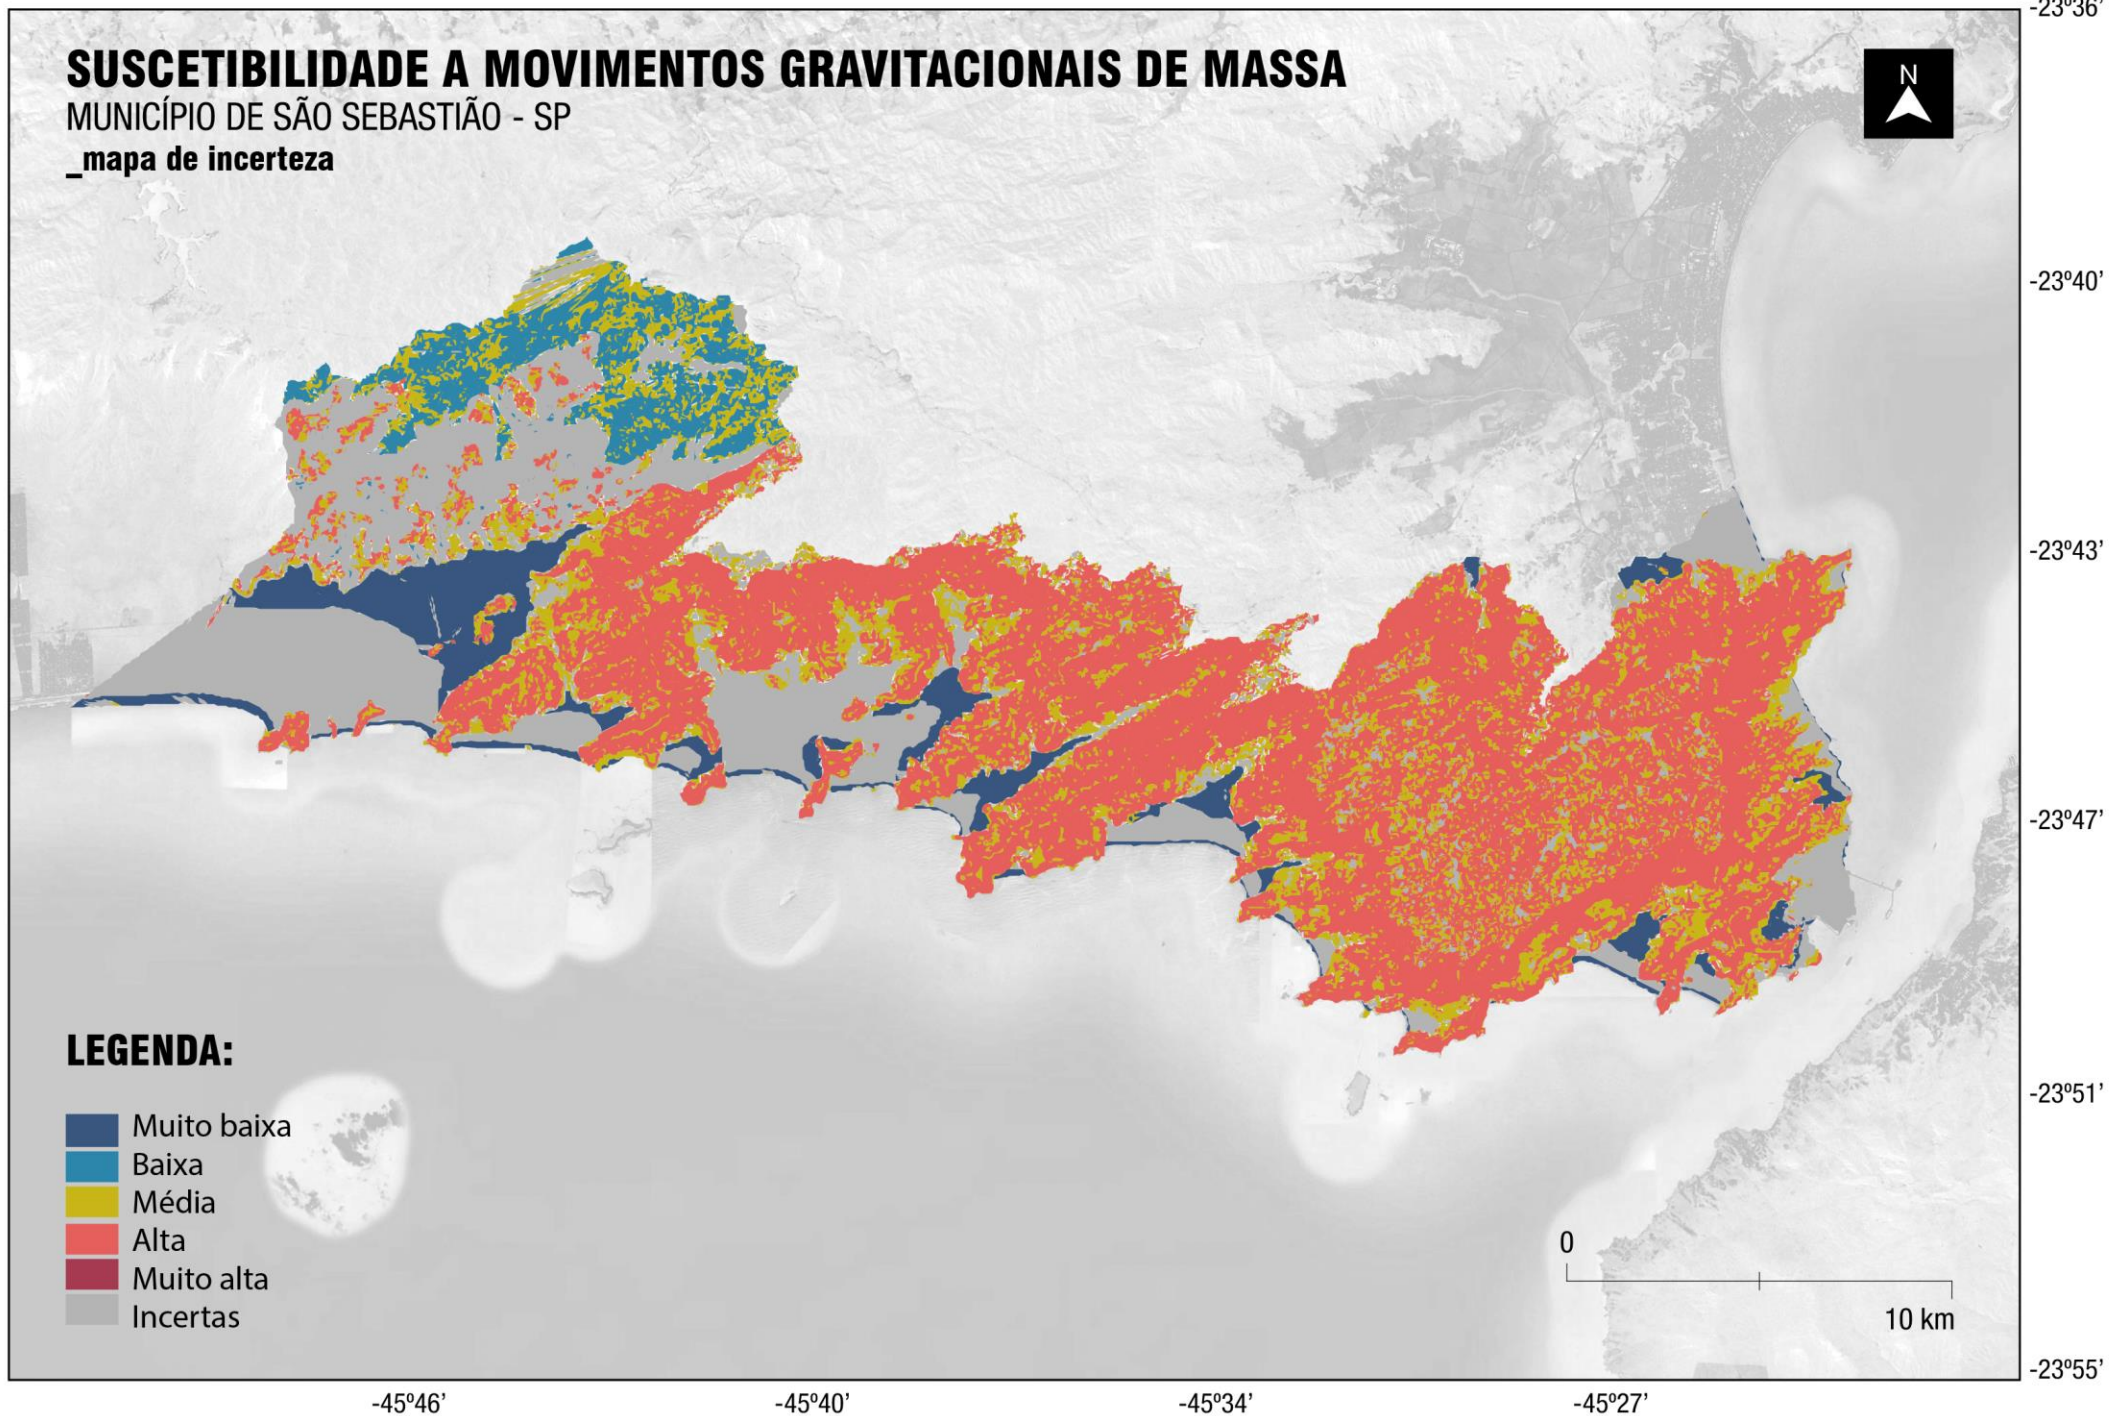 -23º36'
SUSCETIBILIDADE A MOVIMENTOS GRAVITACIONAIS DE MASSA
MUNICÍPIO DE SÃO SEBASTIÃO - SP
_mapa de incerteza
N
-23º40'
-23º43'
-23º47'
-23º51'
-23º55'
LEGENDA:
Muito baixa
Baixa
Média
Alta
Muito alta
Incertas
0
10 km
-45º46'
-45º40'
-45º34'
-45º27'